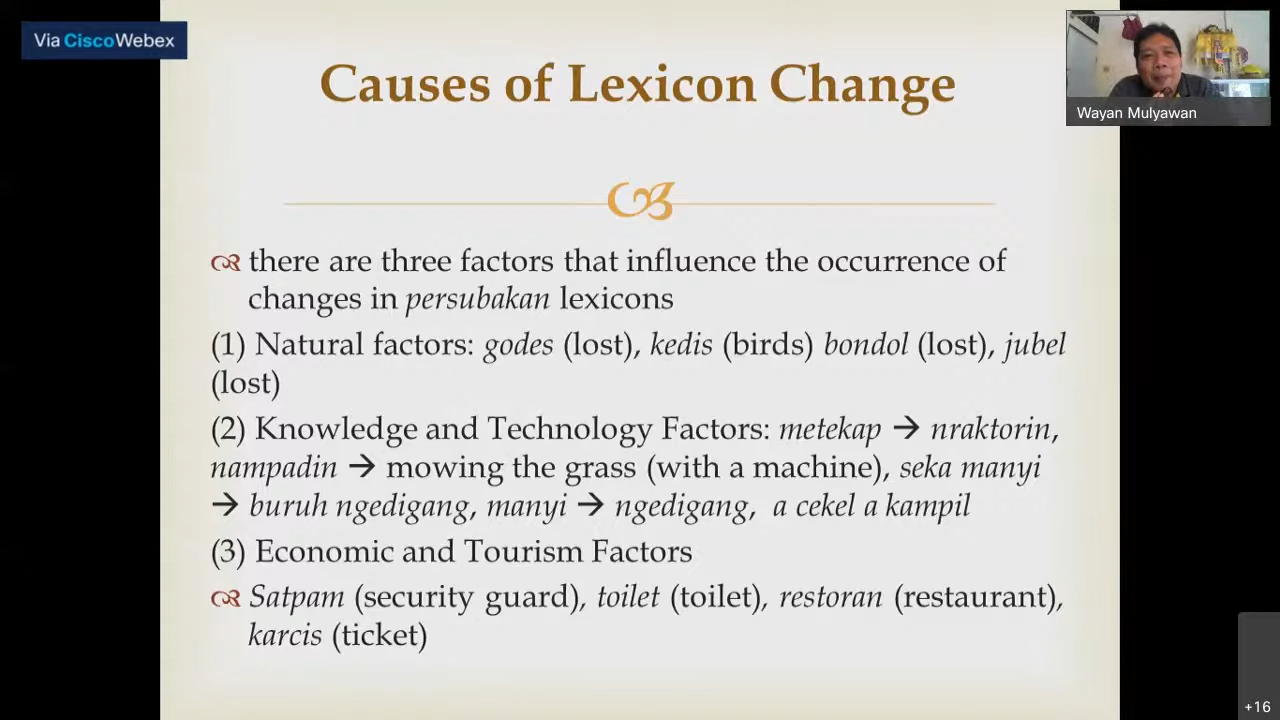 Via CiscoWebex
Causes of Lexicon Change
Wayan Mulyawan
there are three factors that influence the occurrence of
changes in persubakan lexicons
(1) Natural factors: godes (lost), kedis (birds) bondol (lost), jubel
(lost)
(2) Knowledge and Technology Factors: metekap → nraktorin,
nampadin → mowing the grass (with a machine), seka manyi
→ buruh ngedigang, manyi → ngedigang, a cekel a kampil
(3) Economic and Tourism Factors
Satpam (security guard), toilet (toilet), restoran (restaurant),
karcis (ticket)
+16